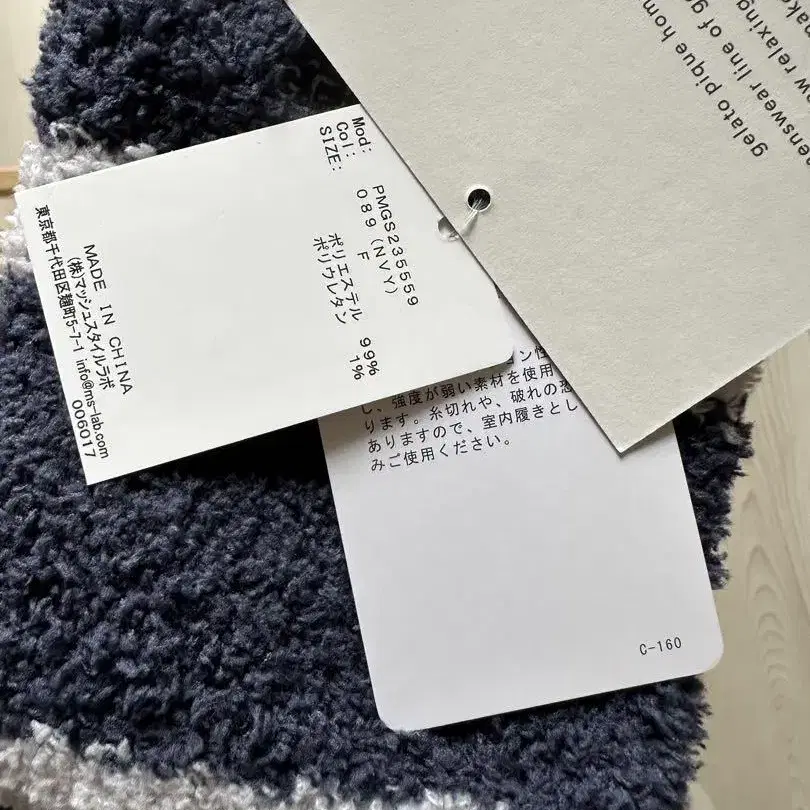 Mod: PMGS235559
Col: 089 (NVY)
SIZE: F
ポリエステル 99%
ポリウレタン 1%
MADE IN CHINA
(株)マッシュスタイルラボ
東京都千代田区麹町5-7-1 info@ms-lab.com
006017
gelato pique hom
enswear line of g
w relaxing
make
ン性
し、強度が弱い素材を使用
ります。糸切れや、破れの恐
ありますので、室内履きとし
みご使用ください。
C-160